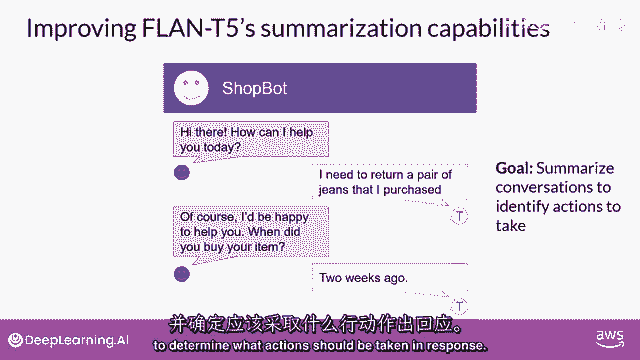 Improving FLAN-T5's summarization capabilities
ShopBot
Hi there! How can I help
you today?
I need to return a pair of
jeans that I purchased
T
Of course, I'd be happy
to help you. When did
you buy your item?
Two weeks ago.
T
Goal: Summarize
conversations to
identify actions to
take
并确定应该采取什么行动作出回应。
to determine what actions should be taken in response.
DeepLearning.AI
aws